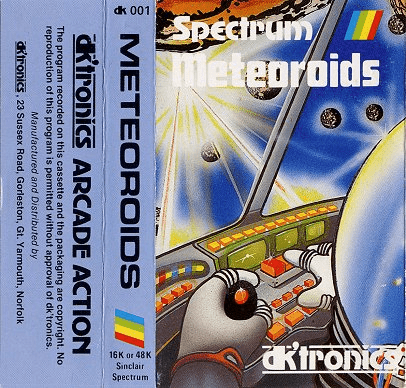 The program recorded on this cassette and the packaging are copyright. No
reproduction of this program is permitted without approval of dk'tronics.
Manufactured and Distributed by
dk'tronics, 23 Sussex Road, Gorleston, Gt. Yarmouth, Norfolk
dk'tronics ARCADE ACTION
dk 001
METEOROIDS
16K or 48K
Sinclair
Spectrum
Spectrum
Meteoroids
dk'tronics